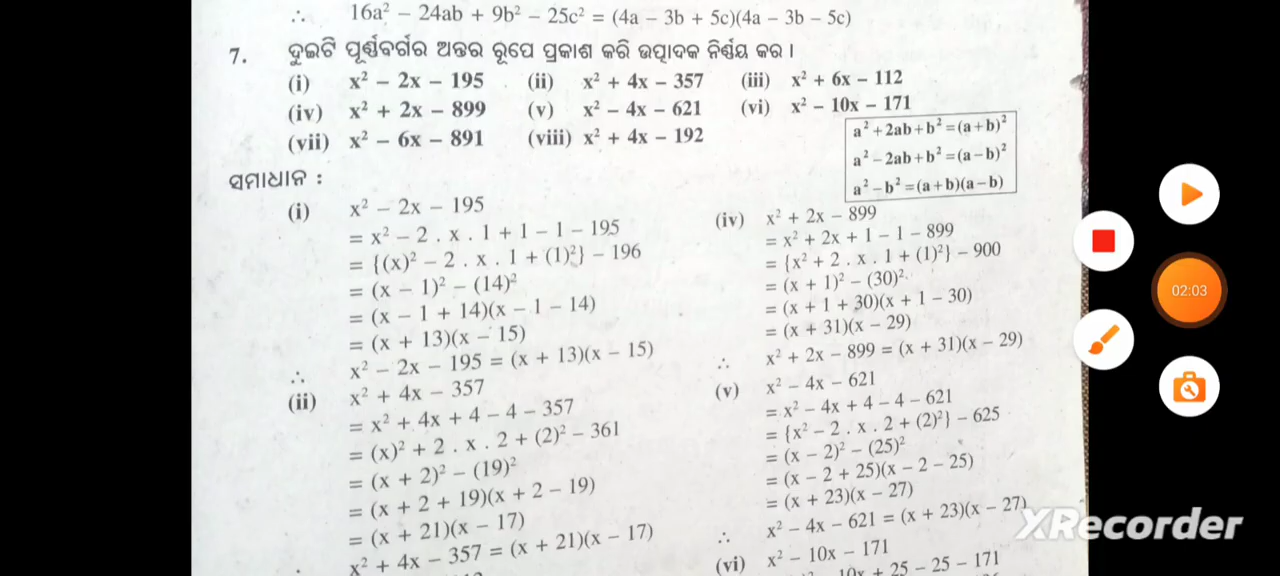 ∴ 16a² − 24ab + 9b² − 25c² = (4a − 3b + 5c)(4a − 3b − 5c)
7. ଦୁଇଟି ପୂର୍ଣ୍ଣବର୍ଗର ଅନ୍ତର ରୂପେ ପ୍ରକାଶ କରି ଉତ୍ପାଦକ ନିର୍ଣ୍ଣୟ କର ।
(i) x² − 2x − 195 (ii) x² + 4x − 357 (iii) x² + 6x − 112
(iv) x² + 2x − 899 (v) x² − 4x − 621 (vi) x² − 10x − 171
(vii) x² − 6x − 891 (viii) x² + 4x − 192
a² + 2ab + b² = (a + b)²
a² − 2ab + b² = (a − b)²
a² − b² = (a + b)(a − b)
ସମାଧାନ :
(i) x² − 2x − 195
= x² − 2 . x . 1 + 1 − 1 − 195
= {(x)² − 2 . x . 1 + (1)²} − 196
= (x − 1)² − (14)²
= (x − 1 + 14)(x − 1 − 14)
= (x + 13)(x − 15)
∴ x² − 2x − 195 = (x + 13)(x − 15)
(ii) x² + 4x − 357
= x² + 4x + 4 − 4 − 357
= (x)² + 2 . x . 2 + (2)² − 361
= (x + 2)² − (19)²
= (x + 2 + 19)(x + 2 − 19)
= (x + 21)(x − 17)
x² + 4x − 357 = (x + 21)(x − 17)
(iv) x² + 2x − 899
= x² + 2x + 1 − 1 − 899
= {x² + 2 . x . 1 + (1)²} − 900
= (x + 1)² − (30)²
= (x + 1 + 30)(x + 1 − 30)
= (x + 31)(x − 29)
∴ x² + 2x − 899 = (x + 31)(x − 29)
(v) x² − 4x − 621
= x² − 4x + 4 − 4 − 621
= {x² − 2 . x . 2 + (2)²} − 625
= (x − 2)² − (25)²
= (x − 2 + 25)(x − 2 − 25)
= (x + 23)(x − 27)
∴ x² − 4x − 621 = (x + 23)(x − 27)
(vi) x² − 10x − 171
10x + 25 − 25 − 171
02:03
XRecorder